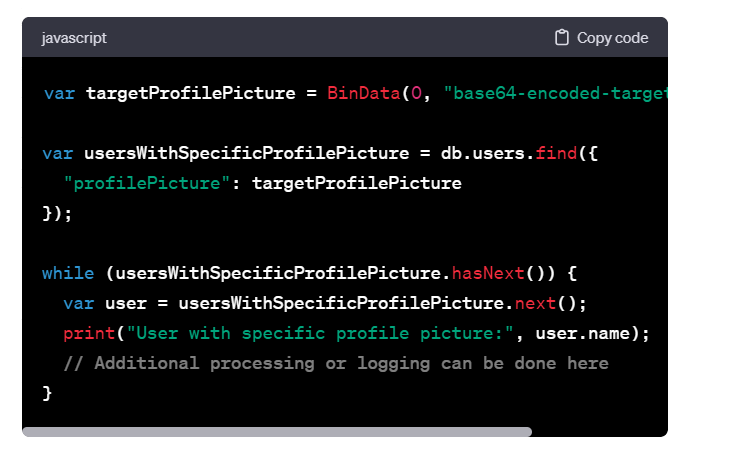 javascript
Copy code
var targetProfilePicture = BinData(0, "base64-encoded-target
var usersWithSpecificProfilePicture = db.users.find({
"profilePicture": targetProfilePicture
});
while (usersWithSpecificProfilePicture.hasNext()) {
var user = usersWithSpecificProfilePicture.next();
print("User with specific profile picture:", user.name);
// Additional processing or logging can be done here
}